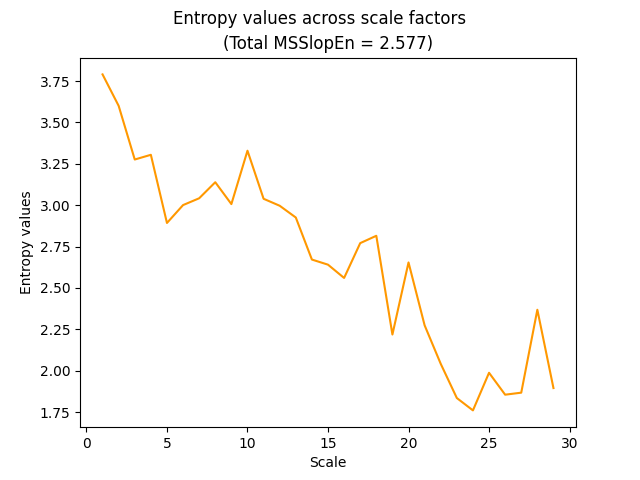 Entropy values across scale factors
(Total MSSlopEn = 2.577)
3.75
3.50
3.25
3.00
2.75
2.50
2.25
2.00
1.75
Entropy values
0 5 10 15 20 25 30
Scale